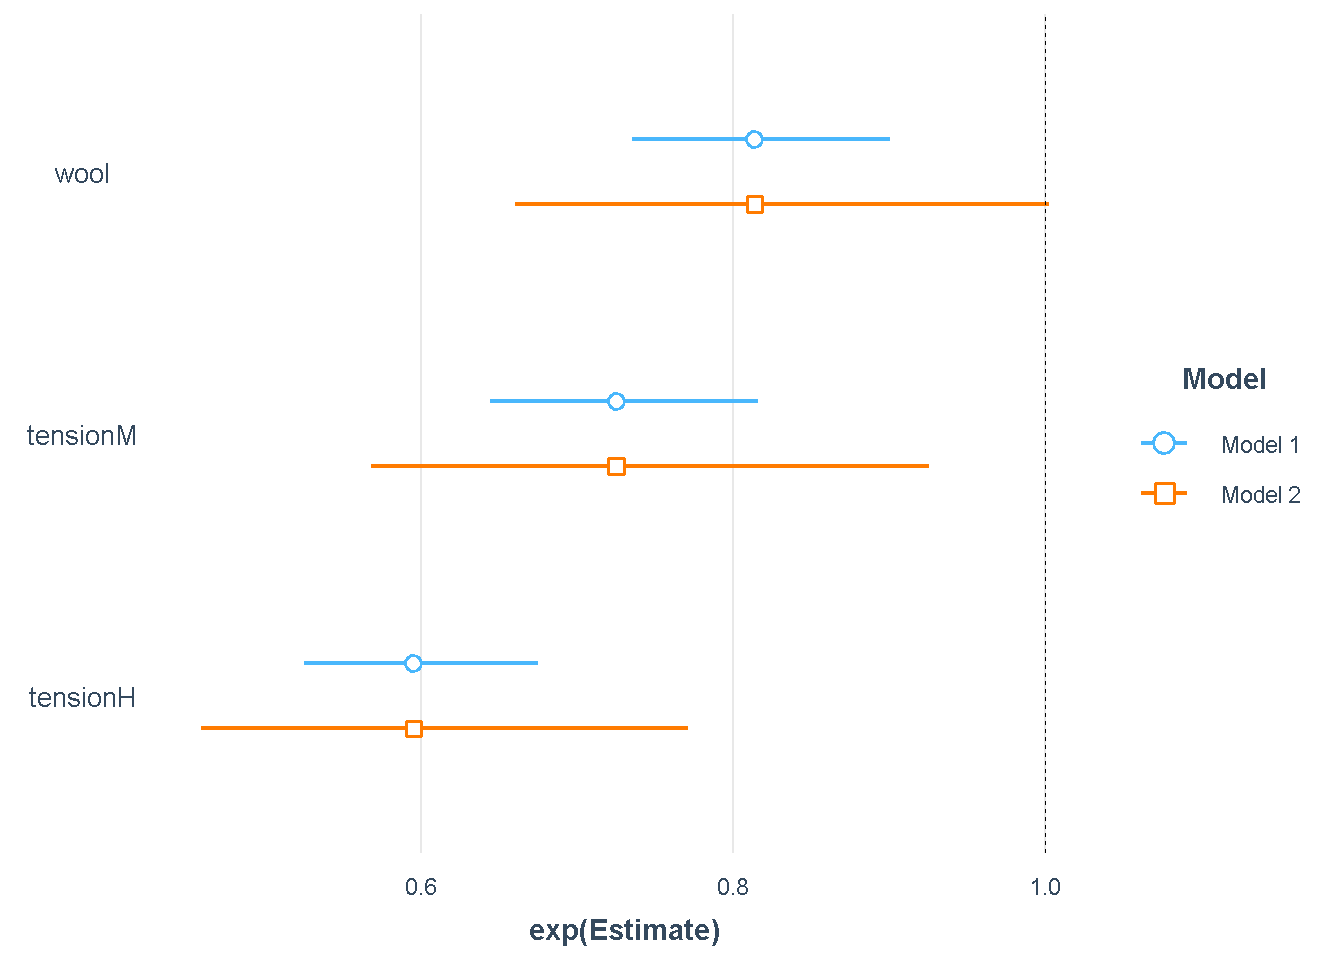 wool
tensionM
tensionH
0.6
0.8
1.0
exp(Estimate)
Model
Model 1
Model 2